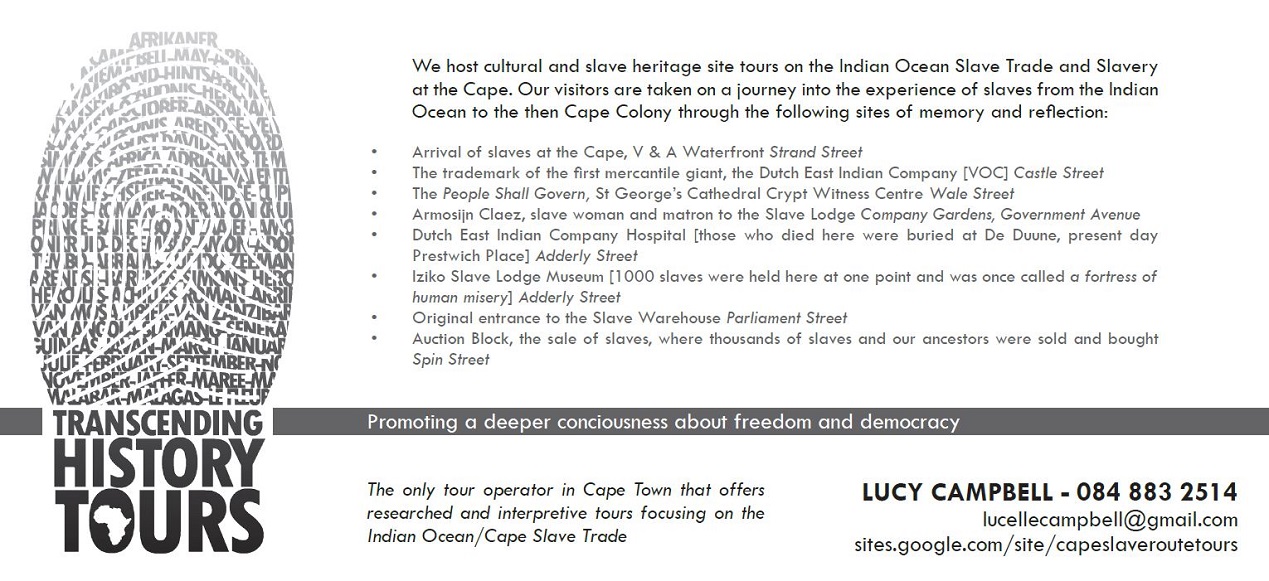 AFRIKANER
We host cultural and slave heritage site tours on the Indian Ocean Slave Trade and Slavery
at the Cape. Our visitors are taken on a journey into the experience of slaves from the Indian
Ocean to the then Cape Colony through the following sites of memory and reflection:
• Arrival of slaves at the Cape, V & A Waterfront Strand Street
• The trademark of the first mercantile giant, the Dutch East Indian Company [VOC] Castle Street
• The People Shall Govern, St George's Cathedral Crypt Witness Centre Wale Street
• Armosijn Claez, slave woman and matron to the Slave Lodge Company Gardens, Government Avenue
• Dutch East Indian Company Hospital [those who died here were buried at De Duune, present day
Prestwich Place] Adderly Street
• Iziko Slave Lodge Museum [1000 slaves were held here at one point and was once called a fortress of
human misery] Adderly Street
• Original entrance to the Slave Warehouse Parliament Street
• Auction Block, the sale of slaves, where thousands of slaves and our ancestors were sold and bought
Spin Street
TRANSCENDING
HISTORY
TOURS
Promoting a deeper conciousness about freedom and democracy
The only tour operator in Cape Town that offers
researched and interpretive tours focusing on the
Indian Ocean/Cape Slave Trade
LUCY CAMPBELL - 084 883 2514
lucellecampbell@gmail.com
sites.google.com/site/capeslaveroutetours